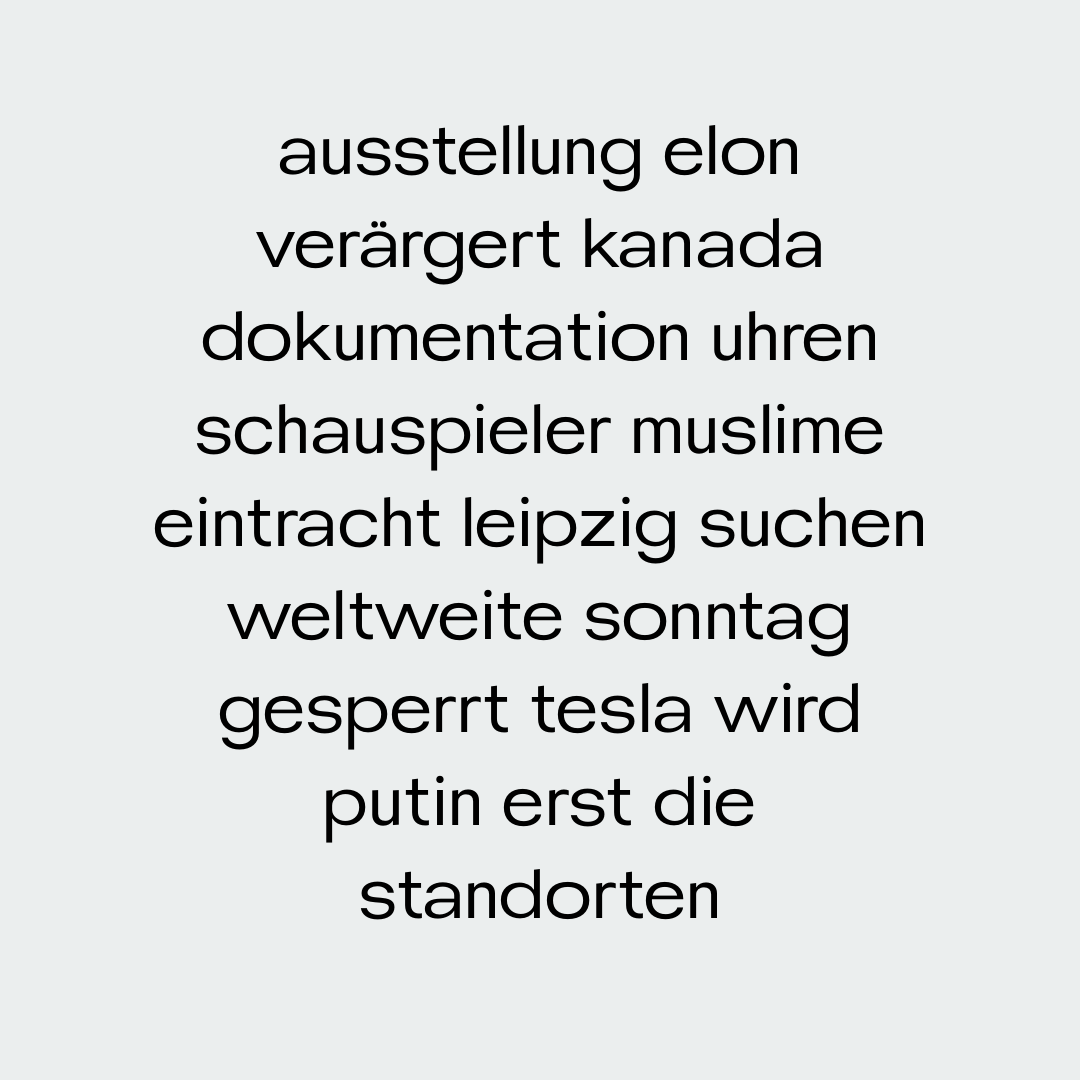 ausstellung elon
verärgert kanada
dokumentation uhren
schauspieler muslime
eintracht leipzig suchen
weltweite sonntag
gesperrt tesla wird
putin erst die
standorten